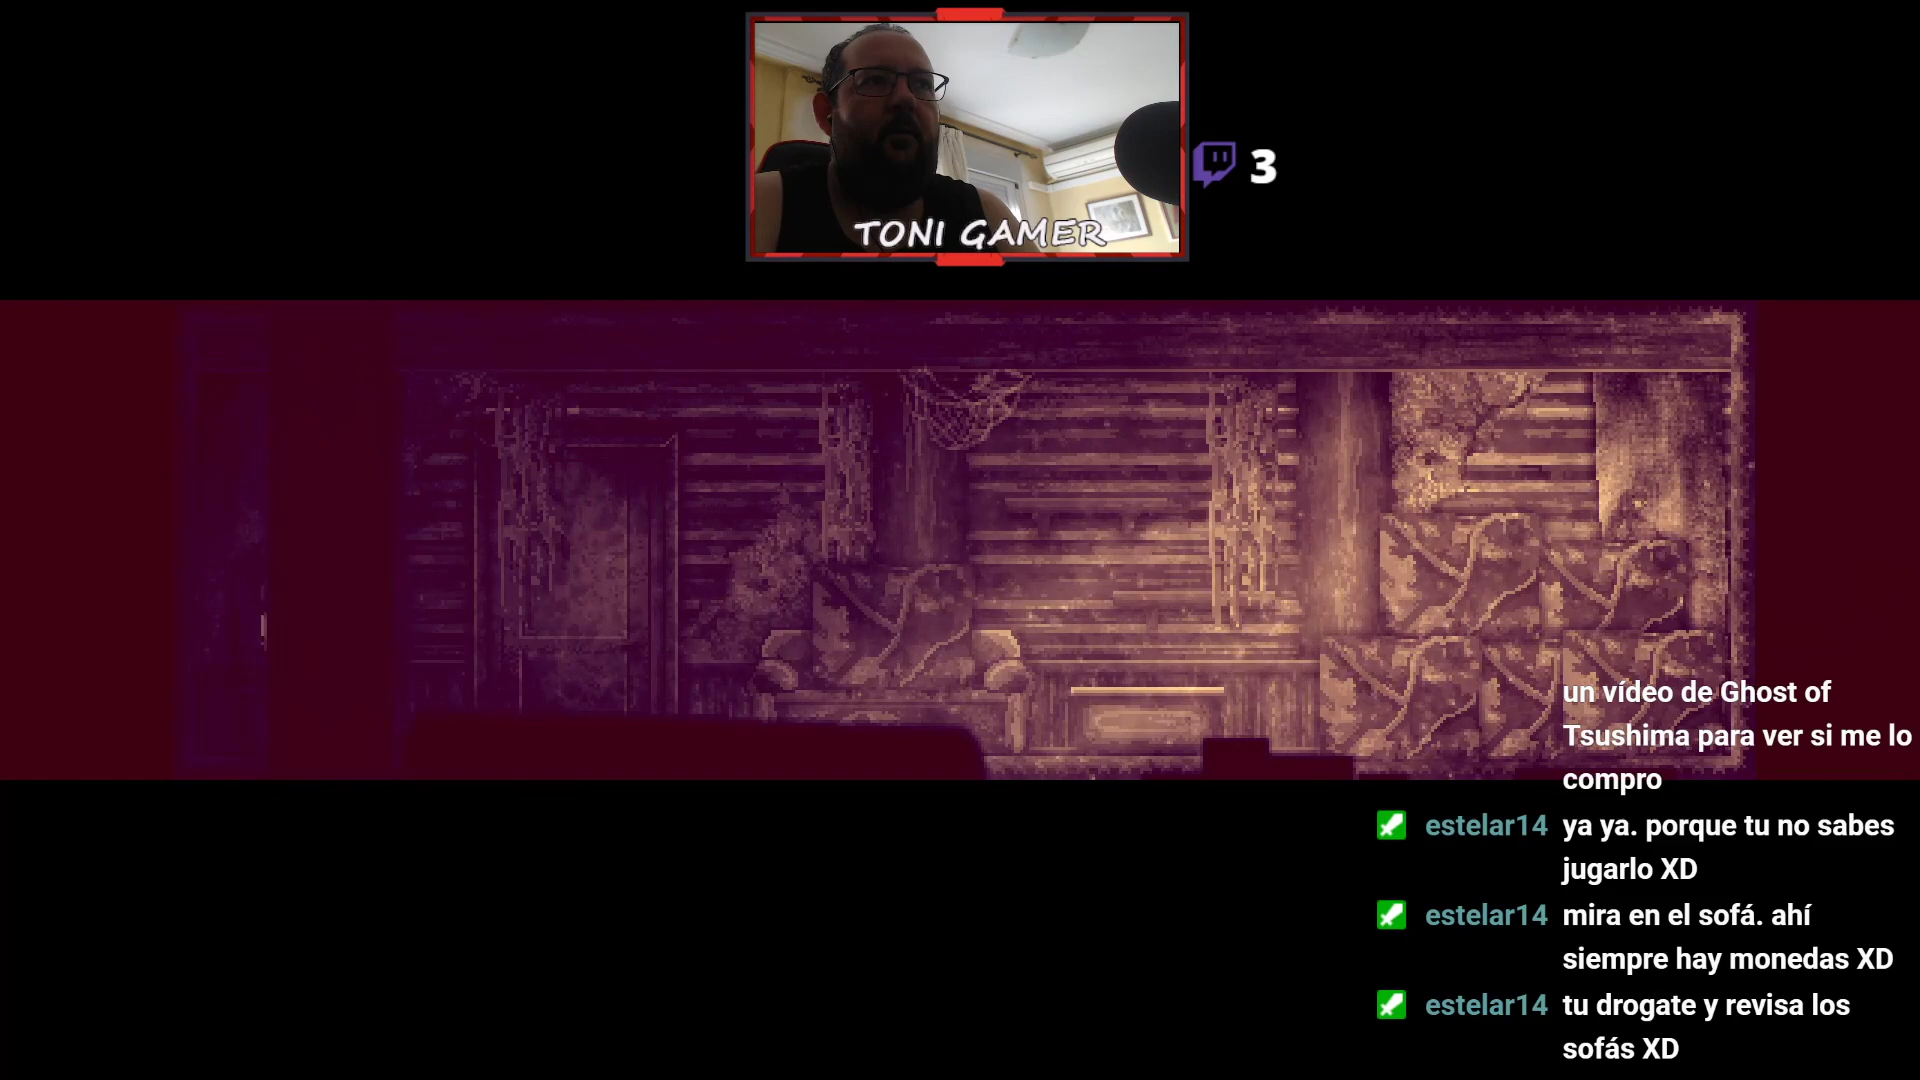 TONI GAMER
3
un vídeo de Ghost of
Tsushima para ver si me lo
compro
estelar14 ya ya. porque tu no sabes
jugarlo XD
estelar14 mira en el sofá. ahí
siempre hay monedas XD
estelar14 tu drogate y revisa los
sofás XD